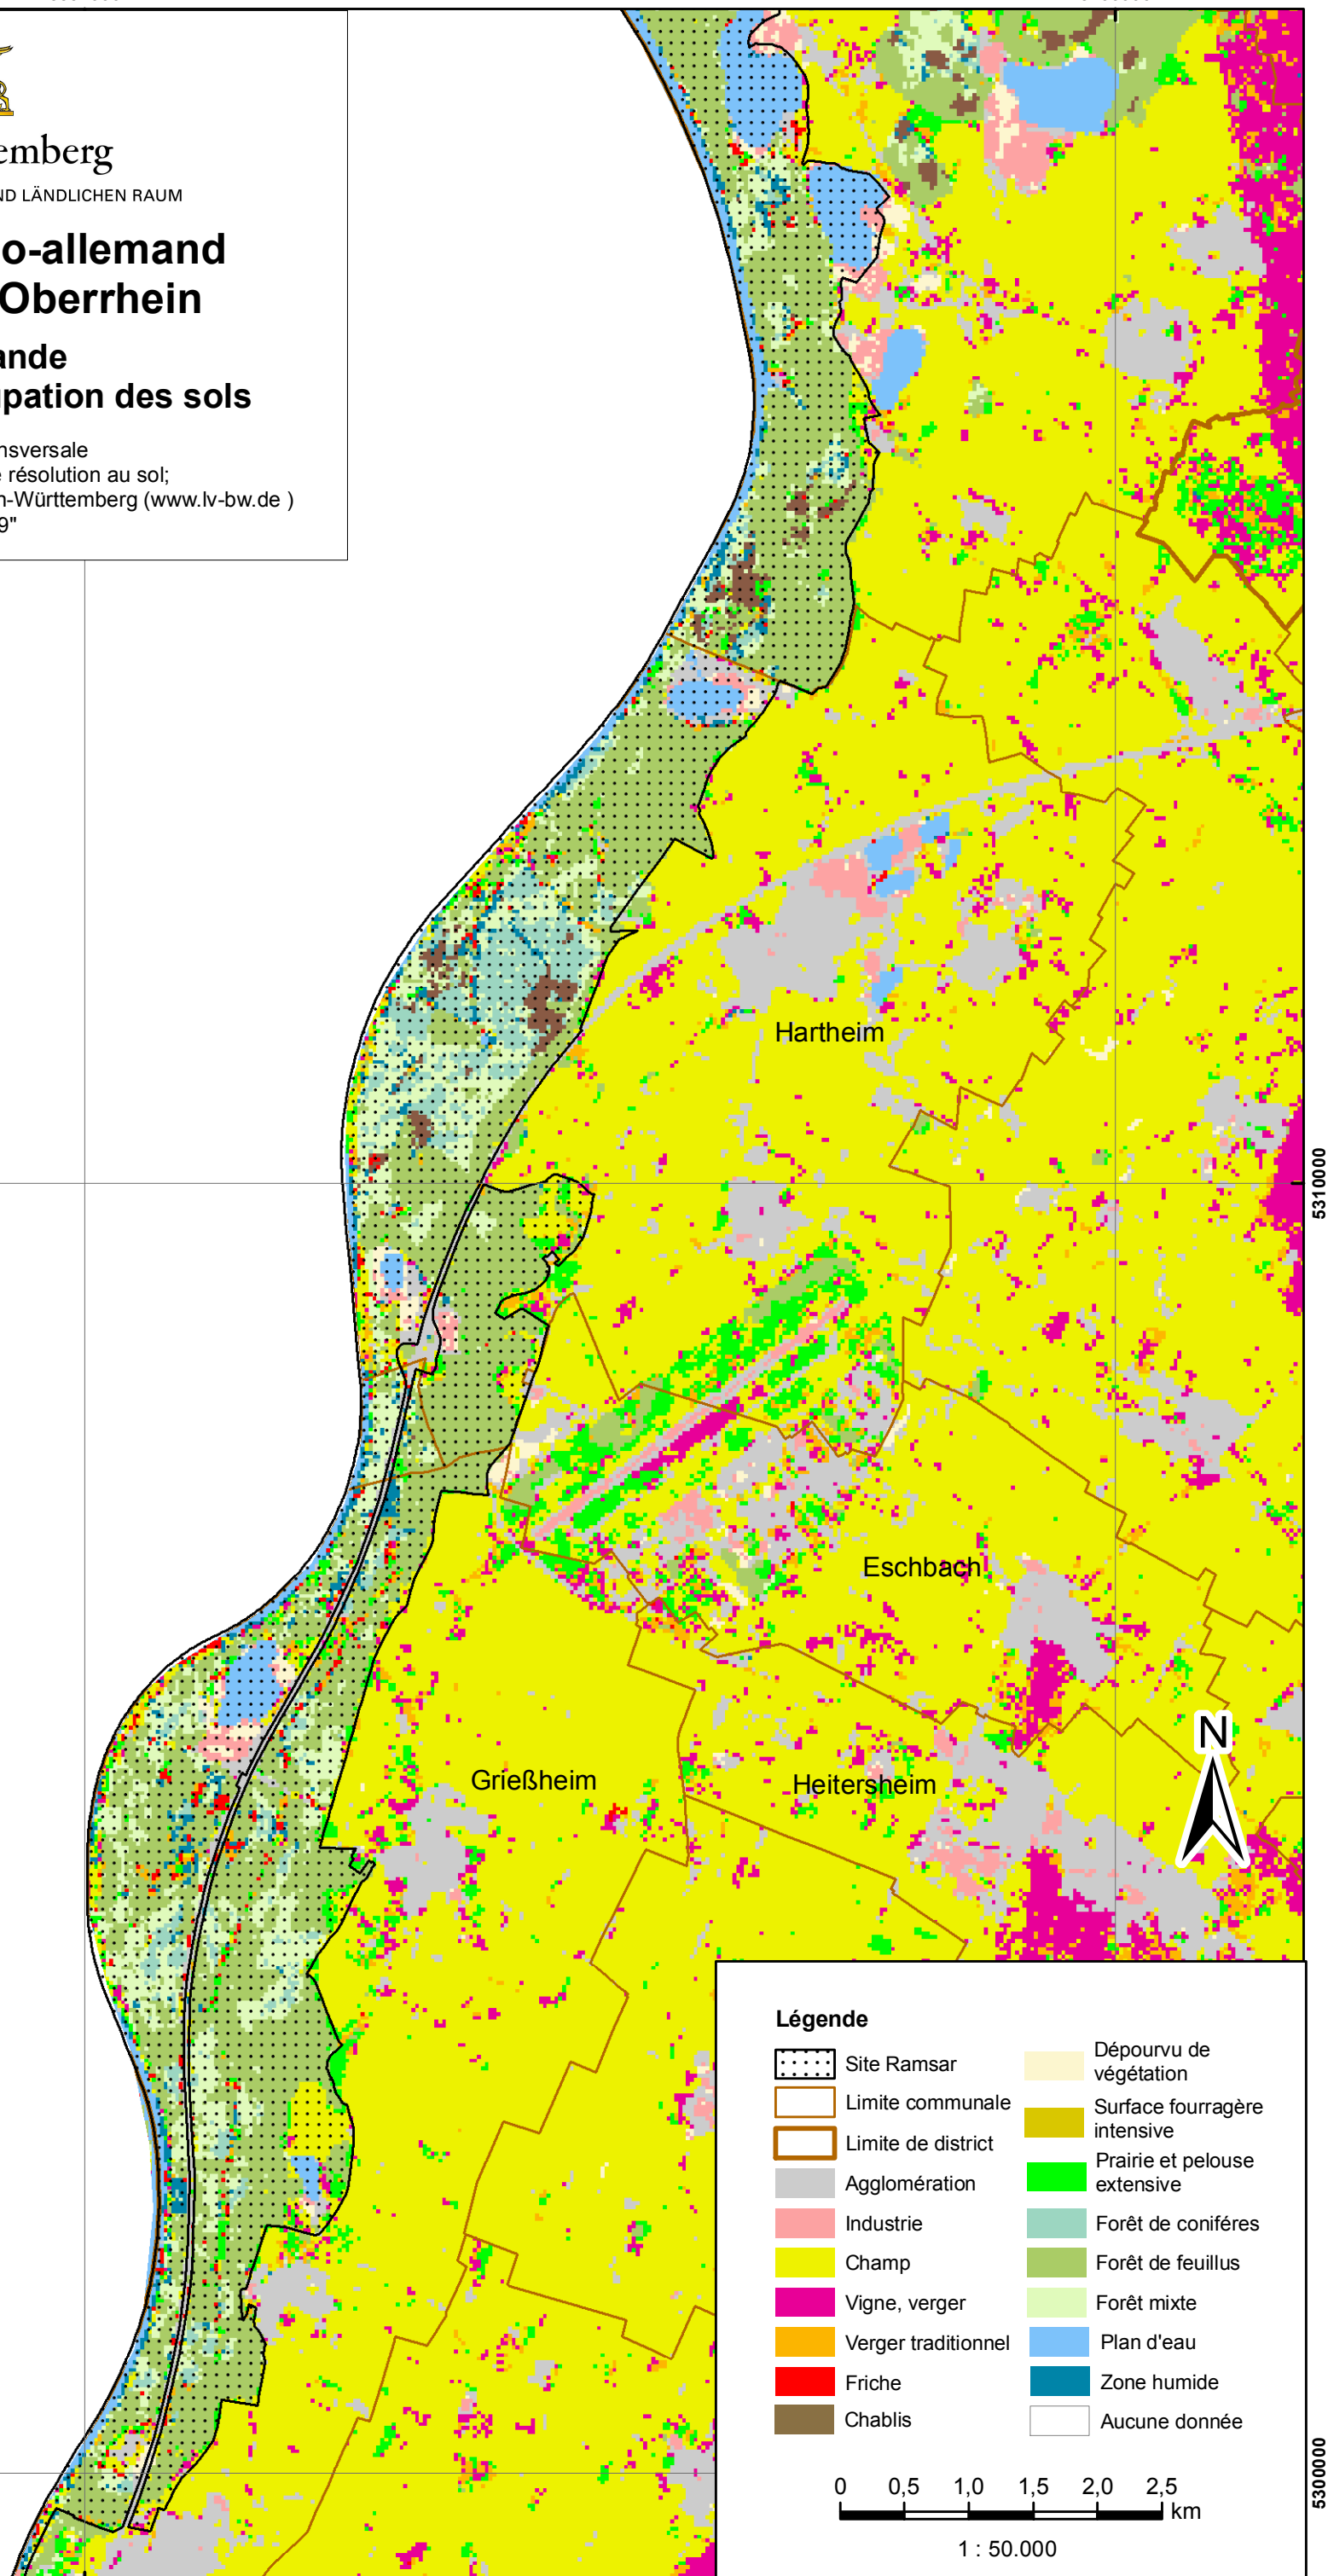 emberg
ND LÄNDLICHEN RAUM
o-allemand
Oberrhein
ande
upation des sols
nsversale
e résolution au sol;
n-Württemberg (www.lv-bw.de )
9"
Hartheim
5310000
Eschbach
N
Grießheim
Heitersheim
Légende
Site Ramsar
Limite communale
Limite de district
Agglomération
Industrie
Champ
Vigne, verger
Verger traditionnel
Friche
Chablis
Dépourvu de
végétation
Surface fourragère
intensive
Prairie et pelouse
extensive
Forêt de coniféres
Forêt de feuillus
Forêt mixte
Plan d'eau
Zone humide
Aucune donnée
0 0,5 1,0 1,5 2,0 2,5
km
1 : 50.000
5300000